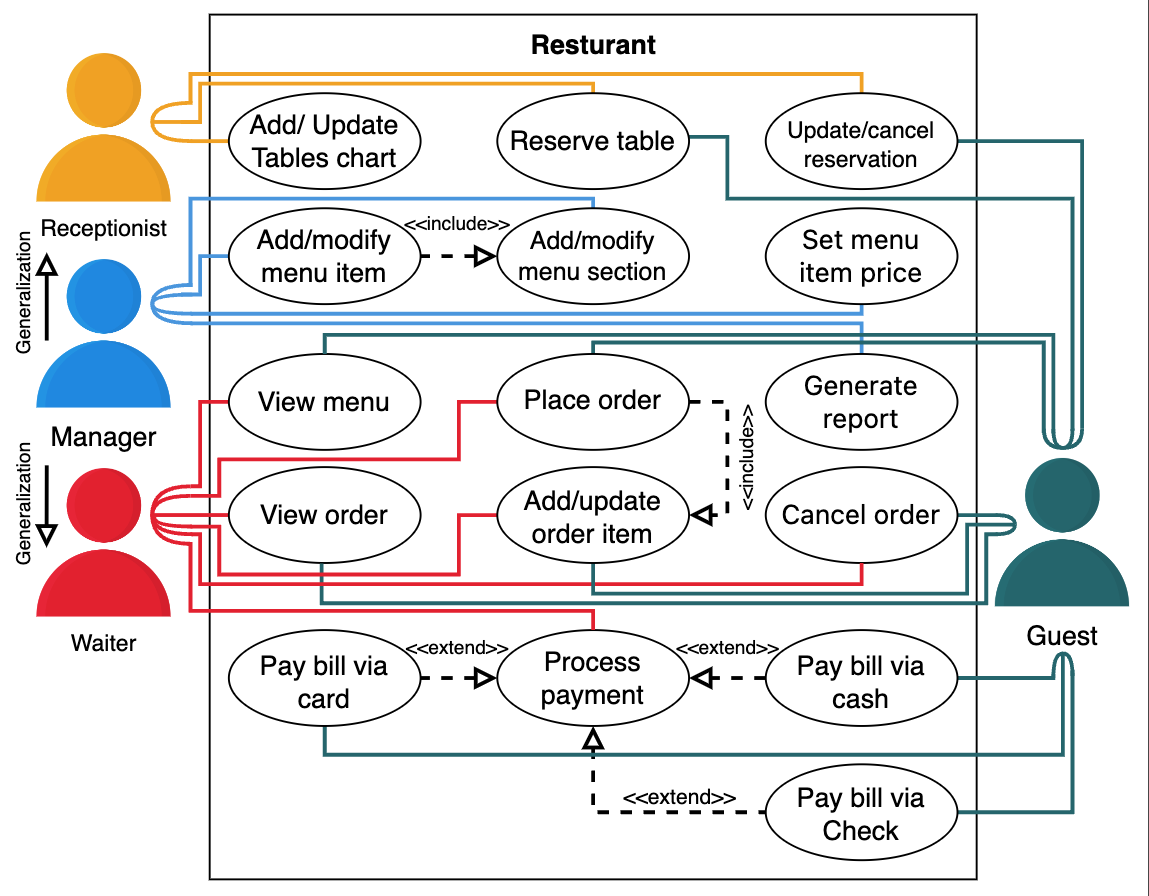 Resturant
Add/ Update
Tables chart
Reserve table
Update/cancel
reservation
Receptionist
<<include>>
Add/modify
menu item
Add/modify
menu section
Set menu
item price
Generalization
Manager
View menu
Place order
Generate
report
<<include>>
Generalization
View order
Add/update
order item
Cancel order
Waiter
Guest
<<extend>>
<<extend>>
Pay bill via
card
Process
payment
Pay bill via
cash
<<extend>>
Pay bill via
Check